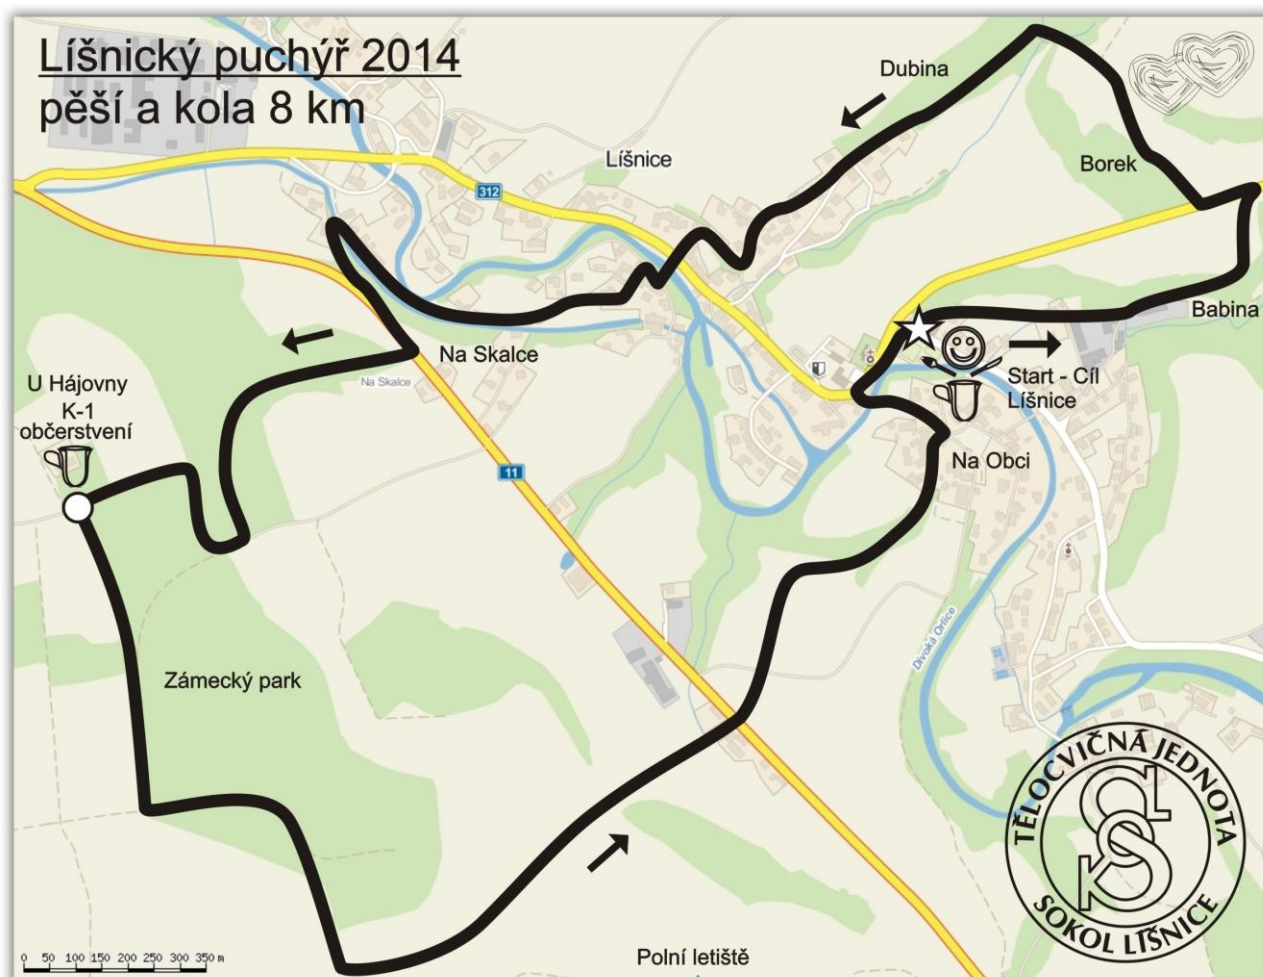 Líšnický puchýř 2014
pěší a kola 8 km
Dubina
Borek
Líšnice
312
Babina
Na Skalce
Na Skalce
Start - Cíl
Líšnice
U Hájovny
K-1
občerstvení
Na Obci
11
Divoká Orlice
Zámecký park
TĚLOCVIČNÁ JEDNOTA
SOKOL
SOKOL LÍŠNICE
Polní letiště
0 50 100 150 200 250 300 350 m